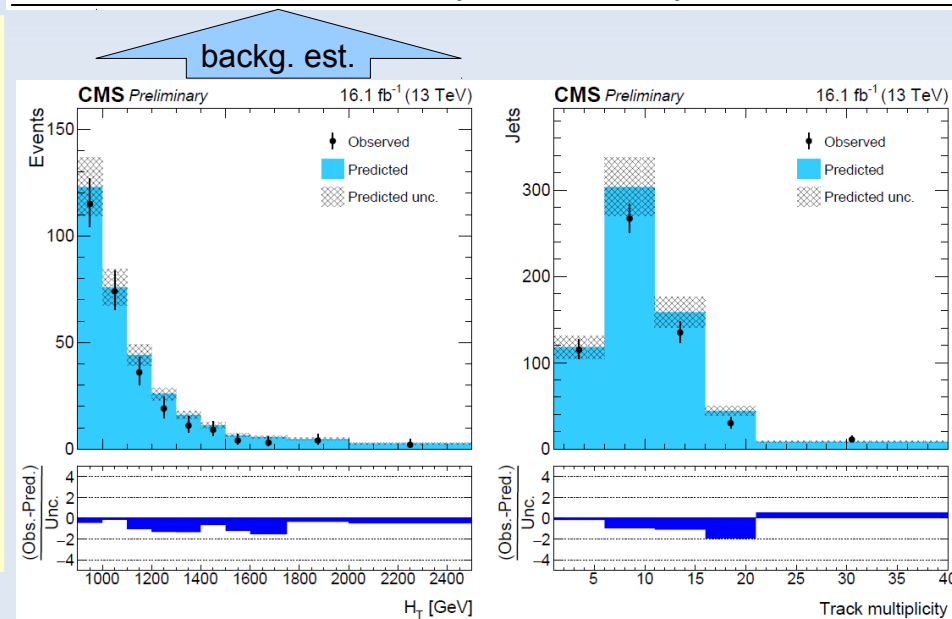 backg. est.
CMS Preliminary 16.1 fb⁻¹ (13 TeV)
Events
150
100
50
0
Observed
Predicted
Predicted unc.
(Obs.-Pred.)
Unc.
4
2
0
−2
−4
1000 1200 1400 1600 1800 2000 2200 2400
H_T [GeV]
CMS Preliminary 16.1 fb⁻¹ (13 TeV)
Jets
300
200
100
0
Observed
Predicted
Predicted unc.
(Obs.-Pred.)
Unc.
4
2
0
−2
−4
5 10 15 20 25 30 35 40
Track multiplicity